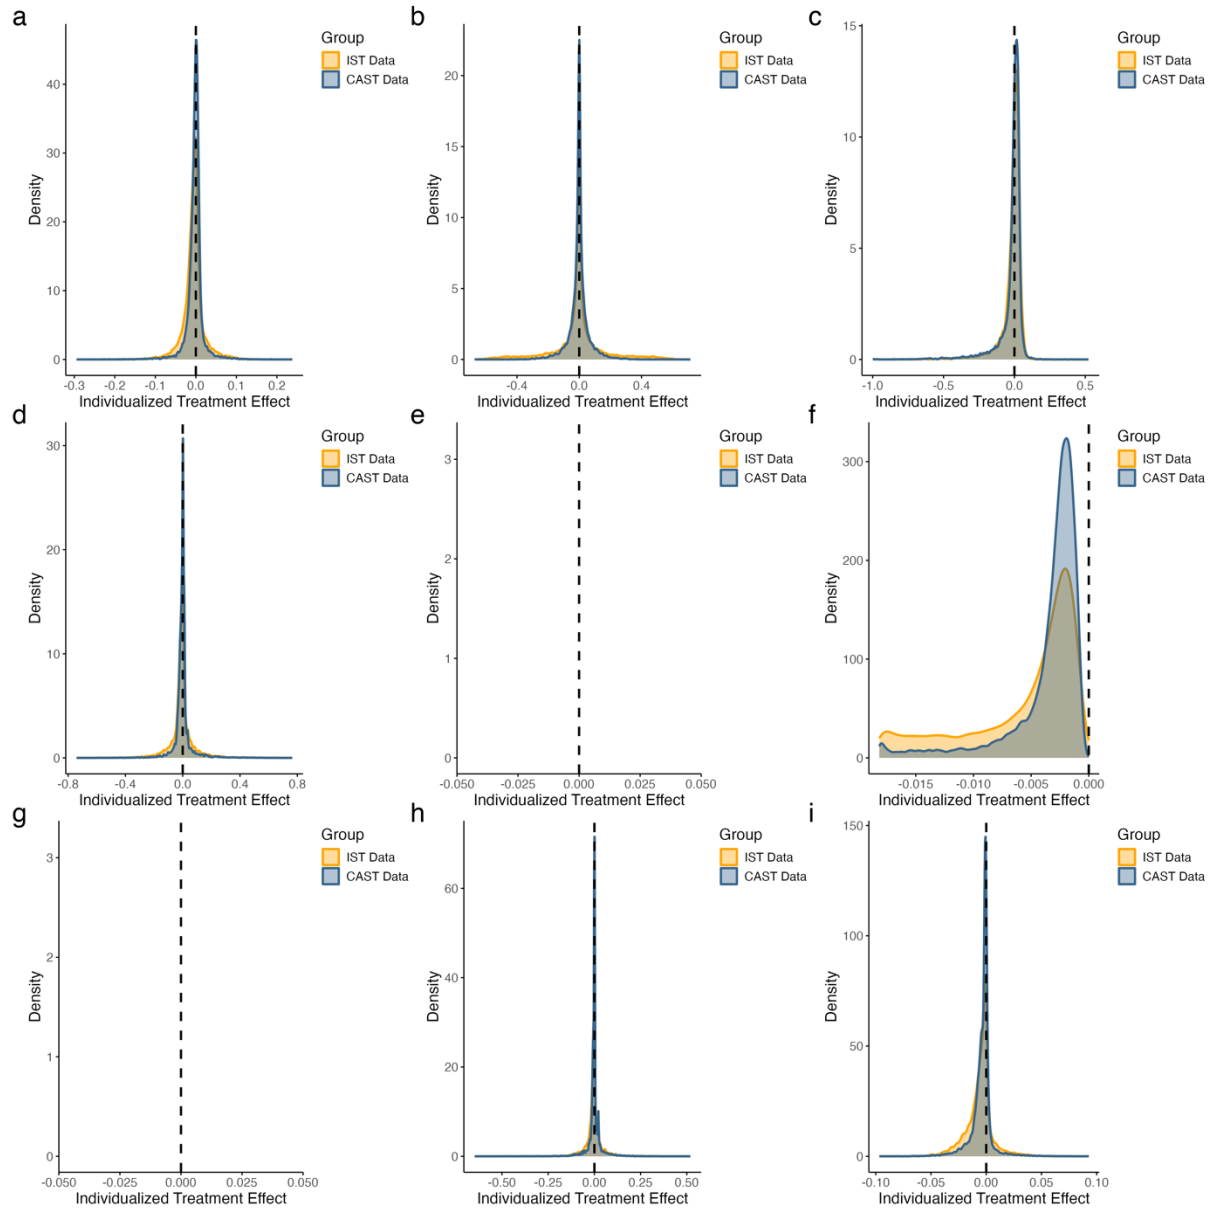 a
Group
IST Data
CAST Data
Density
40
30
20
10
0
-0.3 -0.2 -0.1 0.0 0.1 0.2
Individualized Treatment Effect
b
Group
IST Data
CAST Data
Density
20
15
10
5
0
-0.4 0.0 0.4
Individualized Treatment Effect
c
Group
IST Data
CAST Data
Density
15
10
5
0
-1.0 -0.5 0.0 0.5
Individualized Treatment Effect
d
Group
IST Data
CAST Data
Density
30
20
10
0
-0.8 -0.4 0.0 0.4 0.8
Individualized Treatment Effect
e
Group
IST Data
CAST Data
Density
3
2
1
0
-0.050 -0.025 0.000 0.025 0.050
Individualized Treatment Effect
f
Group
IST Data
CAST Data
Density
300
200
100
0
-0.015 -0.010 -0.005 0.000
Individualized Treatment Effect
g
Group
IST Data
CAST Data
Density
3
2
1
0
-0.050 -0.025 0.000 0.025 0.050
Individualized Treatment Effect
h
Group
IST Data
CAST Data
Density
60
40
20
0
-0.50 -0.25 0.00 0.25 0.50
Individualized Treatment Effect
i
Group
IST Data
CAST Data
Density
150
100
50
0
-0.10 -0.05 0.00 0.05 0.10
Individualized Treatment Effect